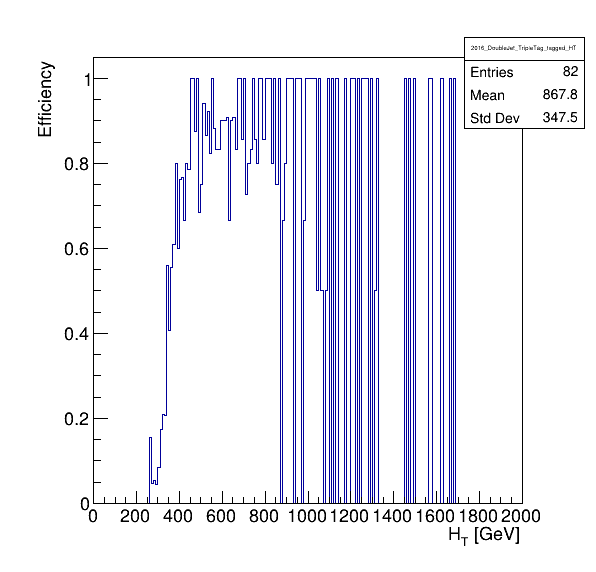 2016_DoubleJet_TripleTag_tagged_HT
Entries 82
Mean 867.8
Std Dev 347.5
Efficiency
1
0.8
0.6
0.4
0.2
0
0 200 400 600 800 1000 1200 1400 1600 1800 2000
H_T [GeV]